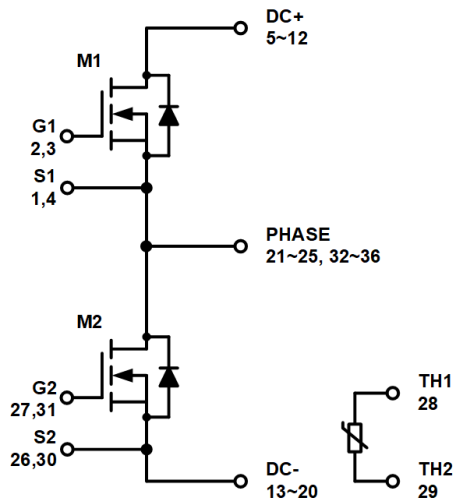 DC+
5~12
M1
G1
2,3
S1
1,4
PHASE
21~25, 32~36
M2
G2
27,31
S2
26,30
DC-
13~20
TH1
28
TH2
29